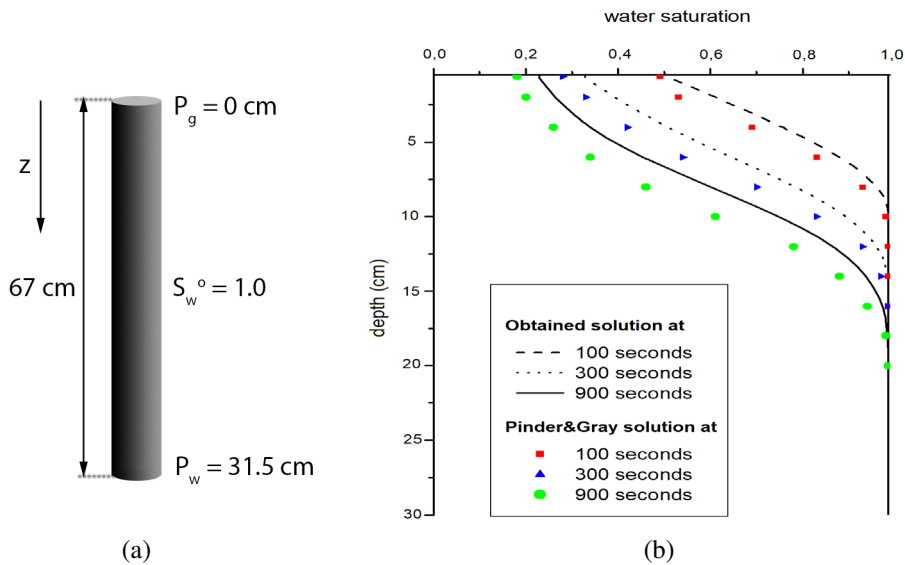 P_g = 0 cm
z
67 cm
S_w° = 1.0
P_w = 31.5 cm
(a)
water saturation
0,0 0,2 0,4 0,6 0,8 1,0
5
10
15
20
25
30
depth (cm)
Obtained solution at
100 seconds
300 seconds
900 seconds
Pinder&Gray solution at
100 seconds
300 seconds
900 seconds
(b)